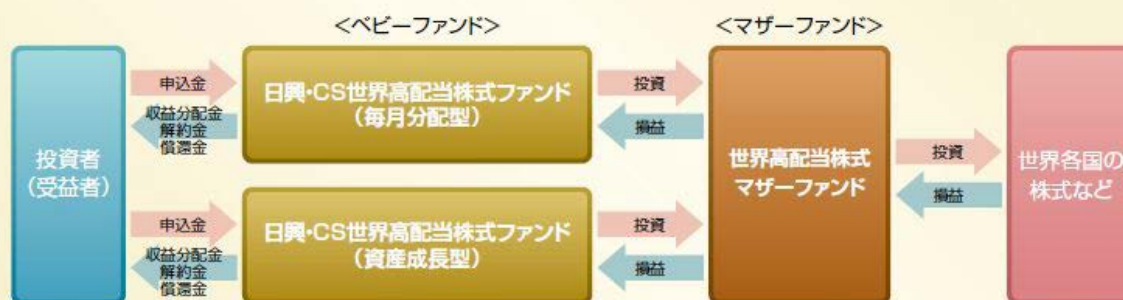 <ベビーファンド>
<マザーファンド>
投資者
（受益者）
申込金
収益分配金
解約金
償還金
日興・CS世界高配当株式ファンド
（毎月分配型）
投資
損益
申込金
収益分配金
解約金
償還金
日興・CS世界高配当株式ファンド
（資産成長型）
投資
損益
世界高配当株式
マザーファンド
投資
損益
世界各国の
株式など